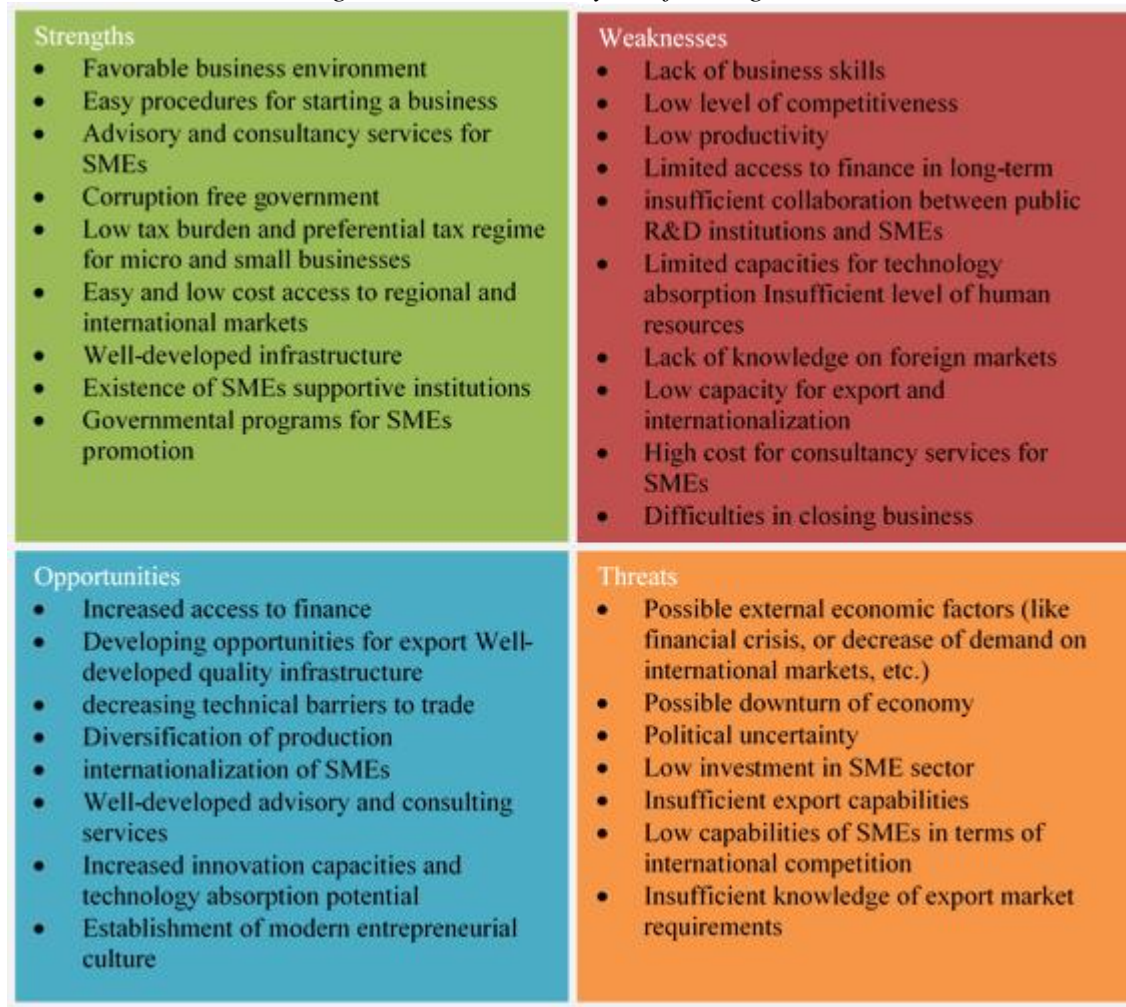 Strengths
• Favorable business environment
• Easy procedures for starting a business
• Advisory and consultancy services for
SMEs
• Corruption free government
• Low tax burden and preferential tax regime
for micro and small businesses
• Easy and low cost access to regional and
international markets
• Well-developed infrastructure
• Existence of SMEs supportive institutions
• Governmental programs for SMEs
promotion
Weaknesses
• Lack of business skills
• Low level of competitiveness
• Low productivity
• Limited access to finance in long-term
• insufficient collaboration between public
R&D institutions and SMEs
• Limited capacities for technology
absorption Insufficient level of human
resources
• Lack of knowledge on foreign markets
• Low capacity for export and
internationalization
• High cost for consultancy services for
SMEs
• Difficulties in closing business
Opportunities
• Increased access to finance
• Developing opportunities for export Well-
developed quality infrastructure
• decreasing technical barriers to trade
• Diversification of production
• internationalization of SMEs
• Well-developed advisory and consulting
services
• Increased innovation capacities and
technology absorption potential
• Establishment of modern entrepreneurial
culture
Threats
• Possible external economic factors (like
financial crisis, or decrease of demand on
international markets, etc.)
• Possible downturn of economy
• Political uncertainty
• Low investment in SME sector
• Insufficient export capabilities
• Low capabilities of SMEs in terms of
international competition
• Insufficient knowledge of export market
requirements